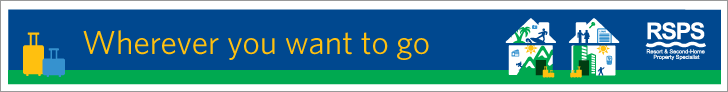 Wherever you want to go
RSPS
Resort & Second-Home
Property Specialist